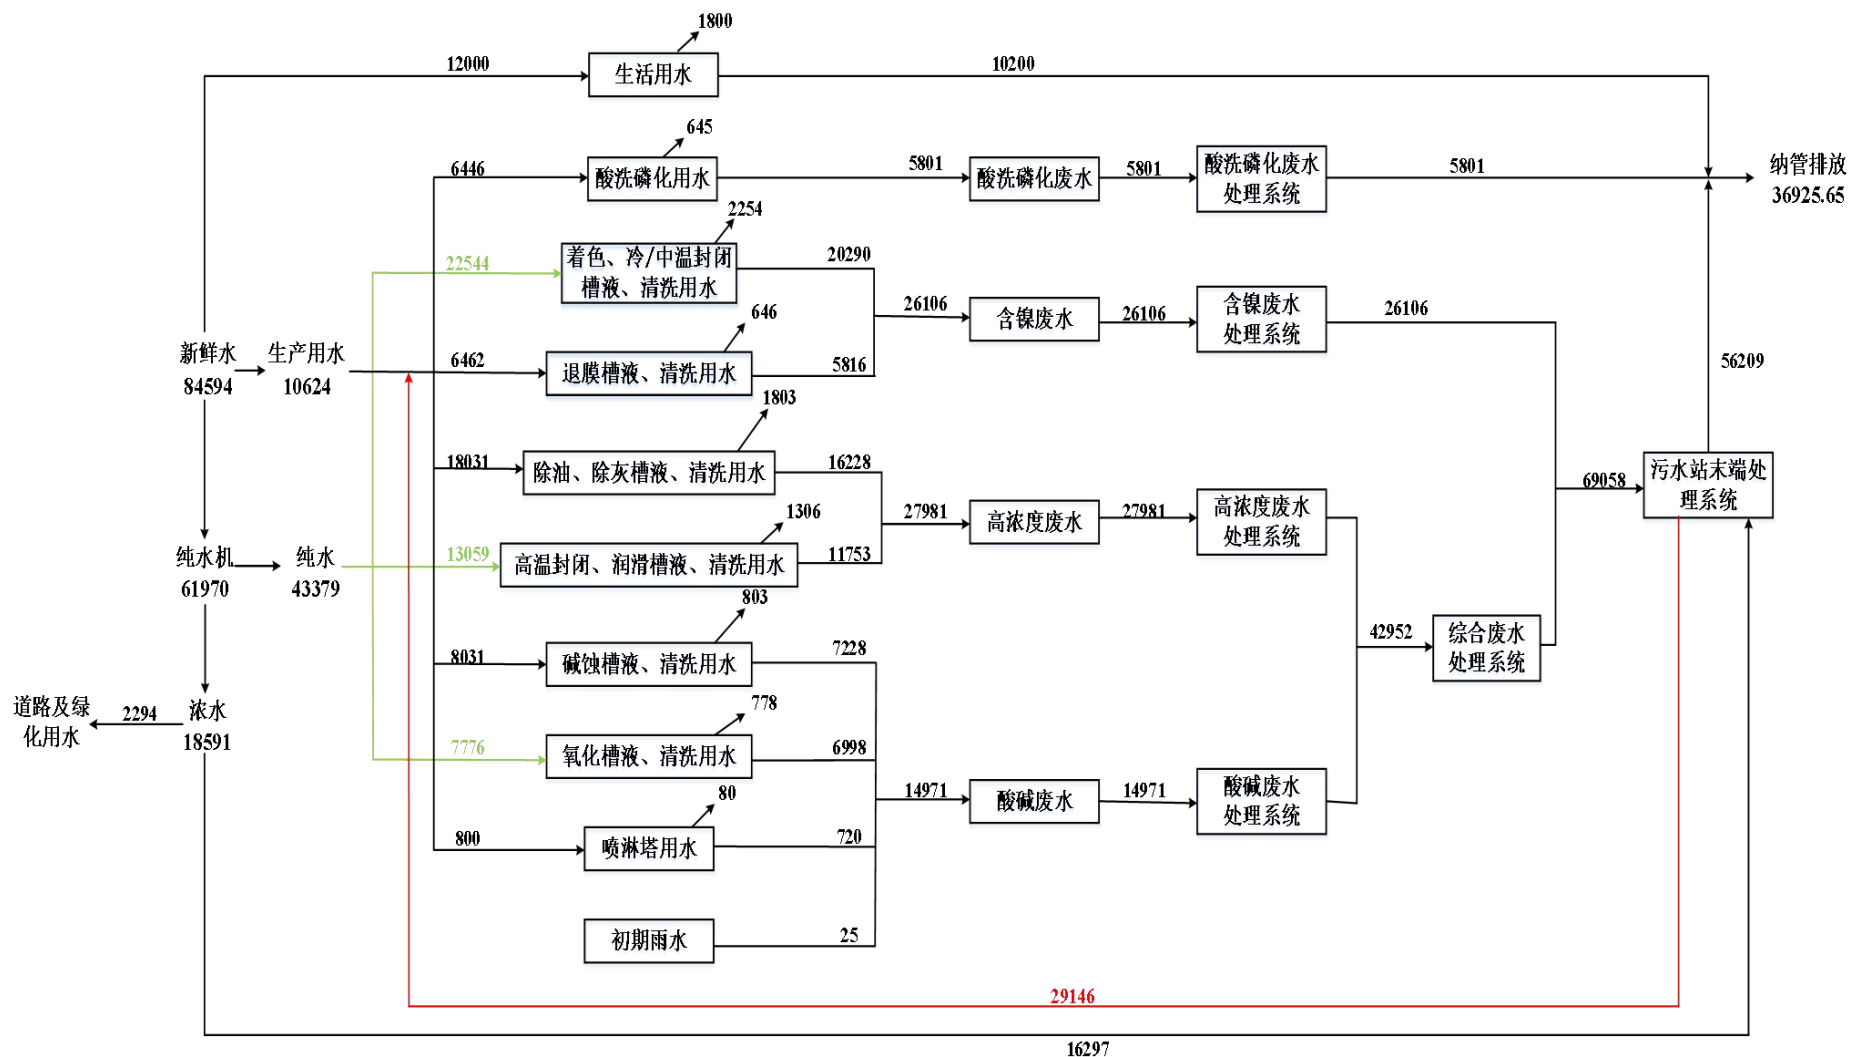 1800
12000
生活用水
10200
645
6446
酸洗磷化用水
5801
酸洗磷化废水
5801
酸洗磷化废水
处理系统
5801
纳管排放
36925.65
2254
22544
着色、冷/中温封闭
槽液、清洗用水
20290
26106
含镍废水
26106
含镍废水
处理系统
26106
646
新鲜水
84594
生产用水
10624
6462
退膜槽液、清洗用水
5816
56209
1803
18031
除油、除灰槽液、清洗用水
16228
27981
高浓度废水
27981
高浓度废水
处理系统
69058
污水站末端处
理系统
1306
纯水机
61970
纯水
43379
13059
高温封闭、润滑槽液、清洗用水
11753
803
8031
碱蚀槽液、清洗用水
7228
42952
综合废水
处理系统
道路及绿
化用水
2294
浓水
18591
778
7776
氧化槽液、清洗用水
6998
14971
酸碱废水
14971
酸碱废水
处理系统
80
800
喷淋塔用水
720
初期雨水
25
29146
16297